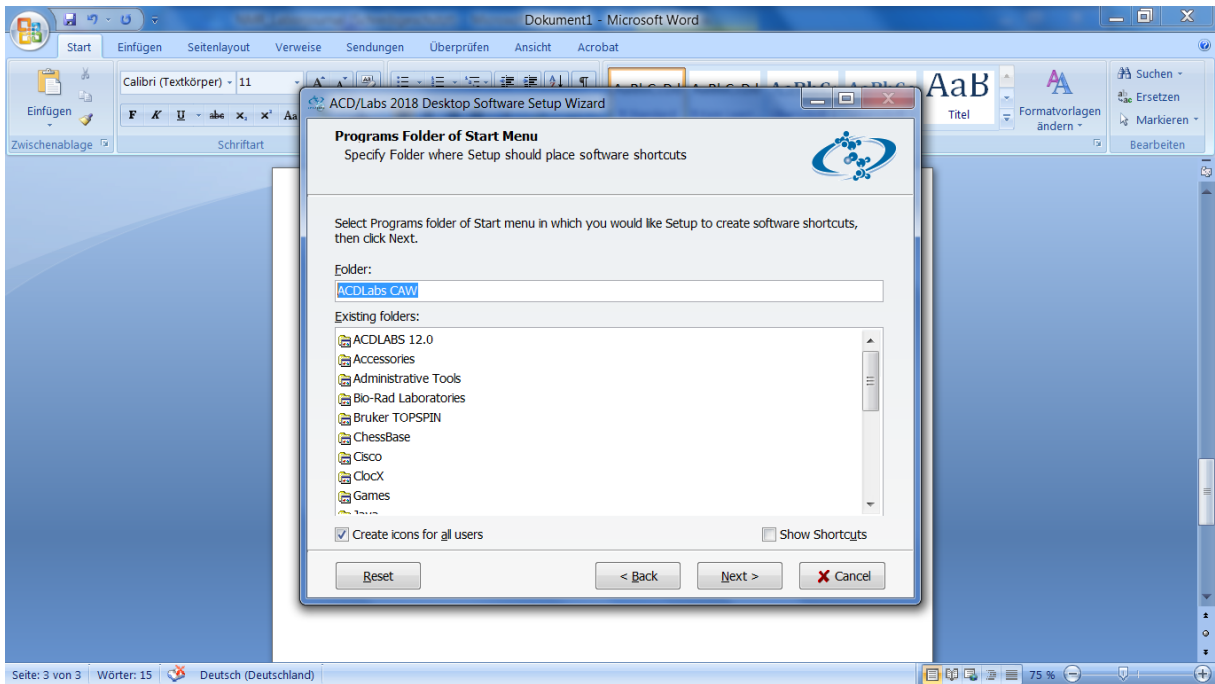 Dokument1 - Microsoft Word
Start Einfügen Seitenlayout Verweise Sendungen Überprüfen Ansicht Acrobat
Einfügen
Zwischenablage
Calibri (Textkörper) 11
F K U abc x, x² Aa
Schriftart
AaB
Titel
Formatvorlagen
ändern
Suchen
Ersetzen
Markieren
Bearbeiten
ACD/Labs 2018 Desktop Software Setup Wizard
Programs Folder of Start Menu
Specify Folder where Setup should place software shortcuts
Select Programs folder of Start menu in which you would like Setup to create software shortcuts,
then click Next.
Folder:
ACDLabs CAW
Existing folders:
ACDLABS 12.0
Accessories
Administrative Tools
Bio-Rad Laboratories
Bruker TOPSPIN
ChessBase
Cisco
ClocX
Games
Java
Create icons for all users Show Shortcuts
Reset < Back Next > Cancel
Seite: 3 von 3 Wörter: 15 Deutsch (Deutschland) 75 %